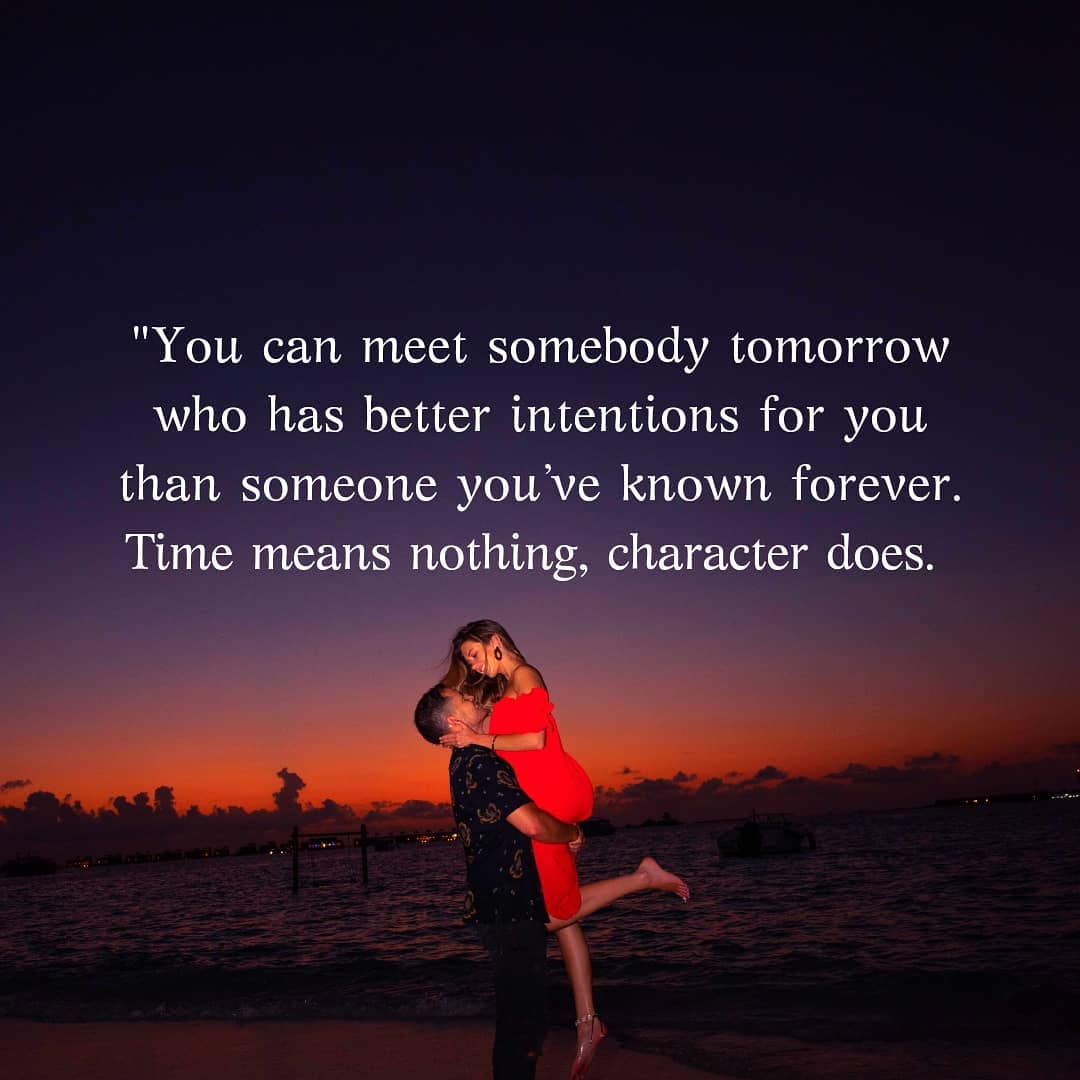 "You can meet somebody tomorrow
who has better intentions for you
than someone you’ve known forever.
Time means nothing, character does.